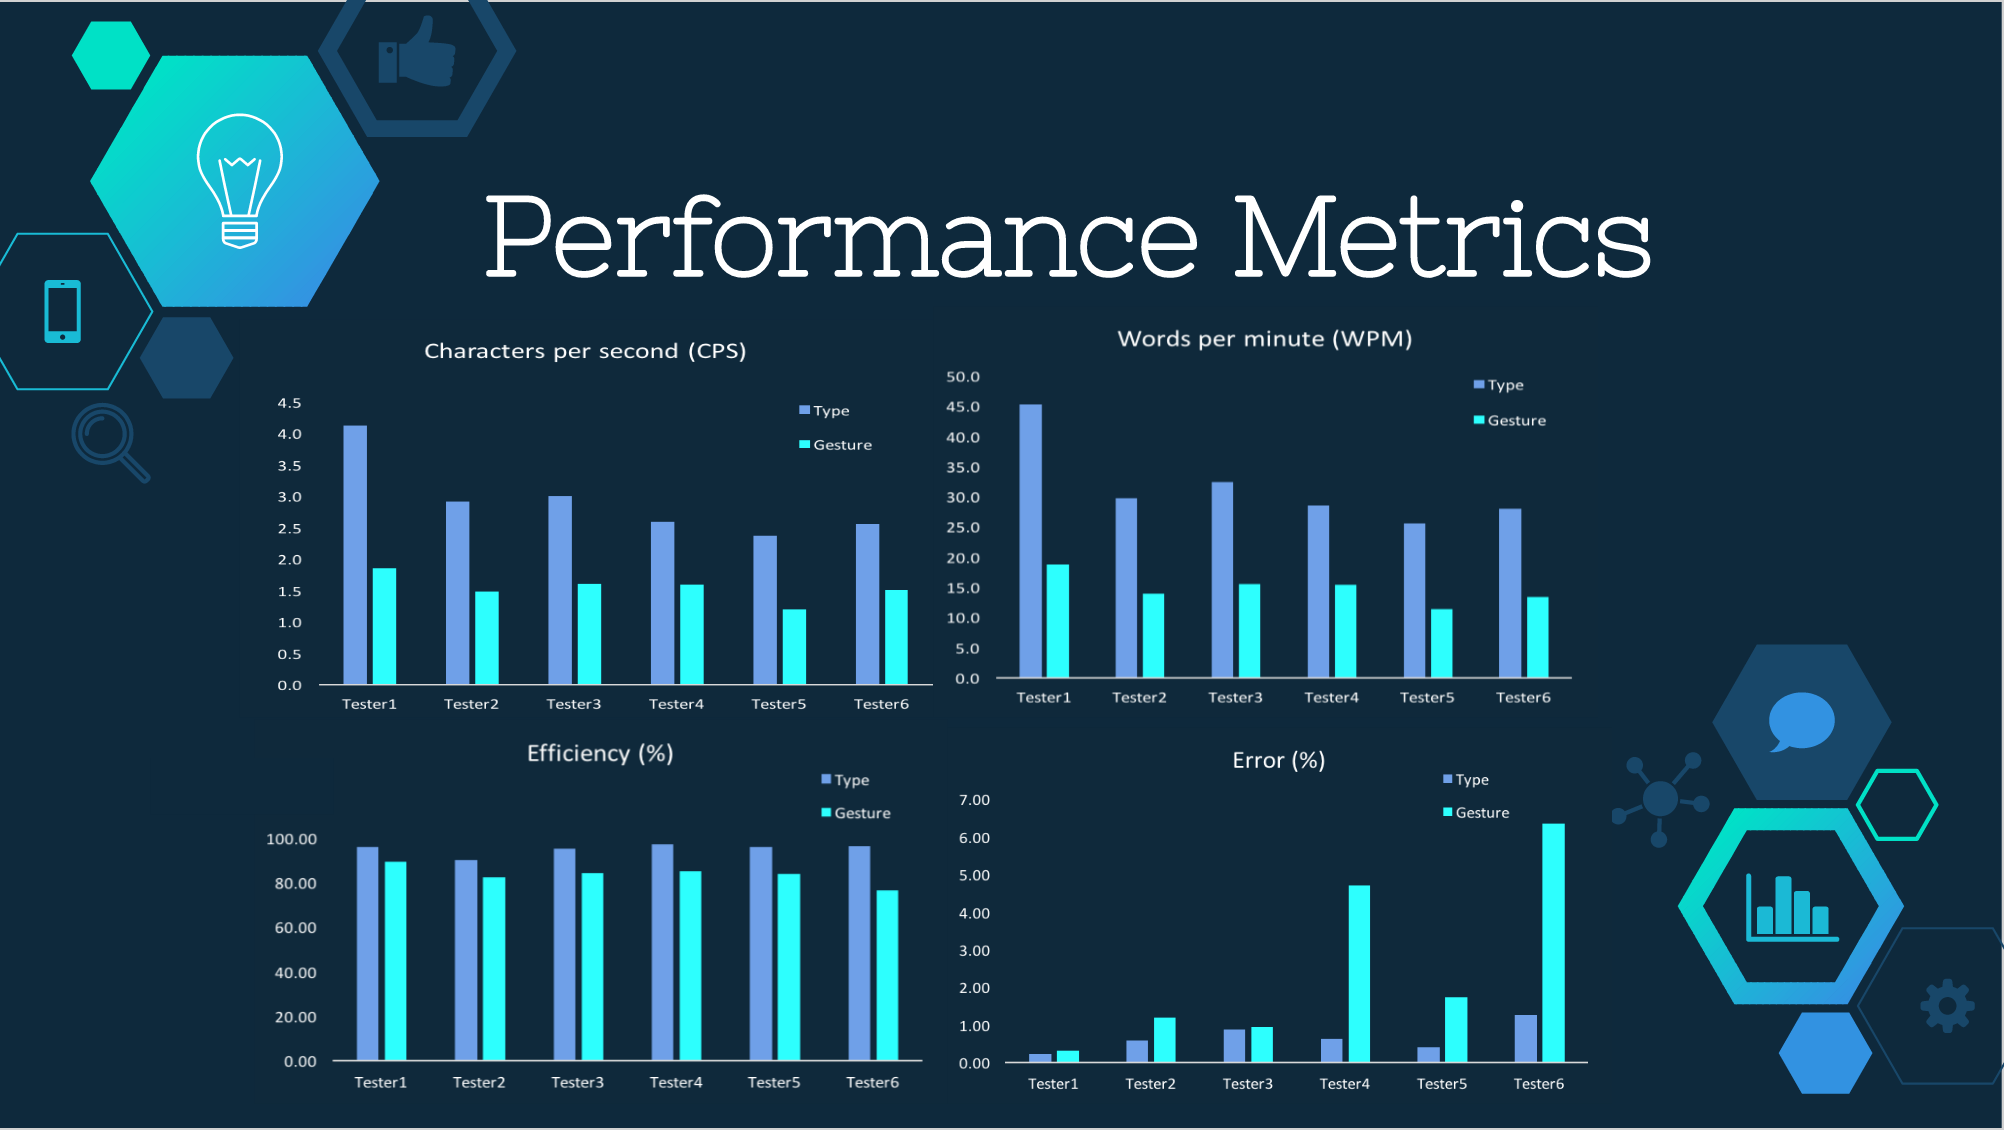 Performance Metrics
Characters per second (CPS)
Type
Gesture
4.5
4.0
3.5
3.0
2.5
2.0
1.5
1.0
0.5
0.0
Tester1 Tester2 Tester3 Tester4 Tester5 Tester6
Words per minute (WPM)
Type
Gesture
50.0
45.0
40.0
35.0
30.0
25.0
20.0
15.0
10.0
5.0
0.0
Tester1 Tester2 Tester3 Tester4 Tester5 Tester6
Efficiency (%)
Type
Gesture
100.00
80.00
60.00
40.00
20.00
0.00
Tester1 Tester2 Tester3 Tester4 Tester5 Tester6
Error (%)
Type
Gesture
7.00
6.00
5.00
4.00
3.00
2.00
1.00
0.00
Tester1 Tester2 Tester3 Tester4 Tester5 Tester6